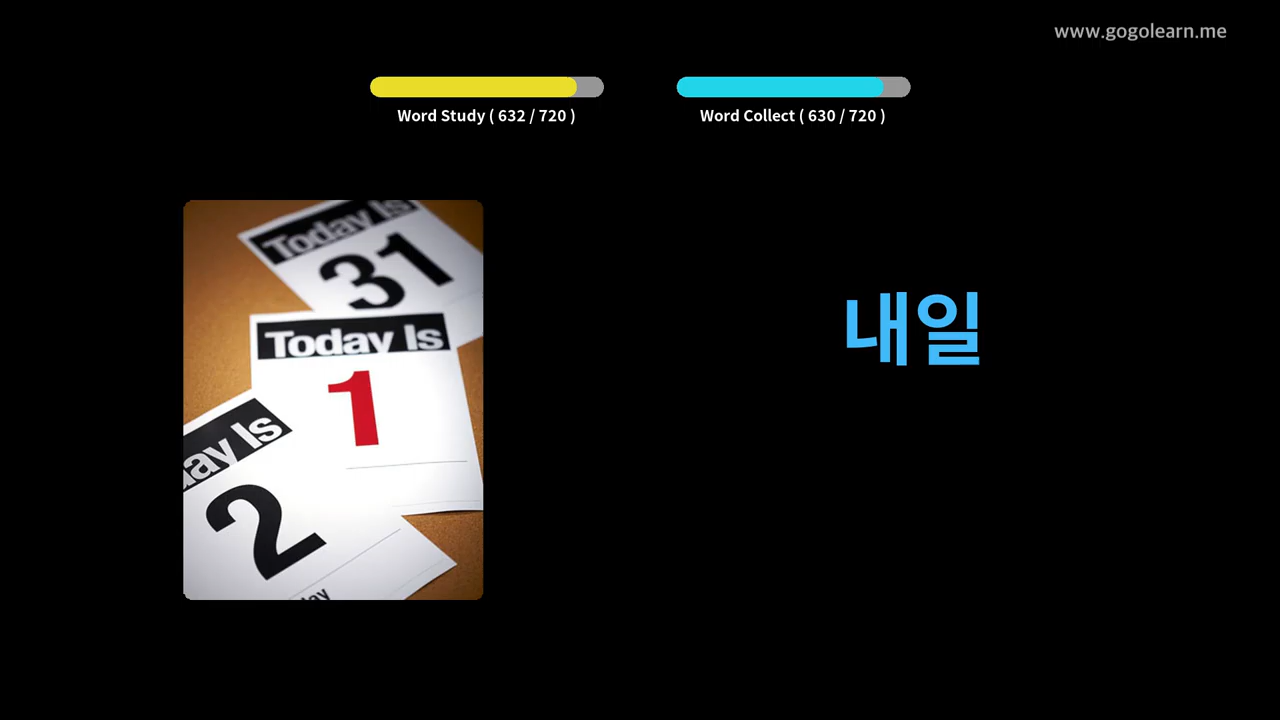 www.gogolearn.me
Word Study ( 632 / 720 )
Word Collect ( 630 / 720 )
Today Is
31
Today Is
1
day Is
2
내일